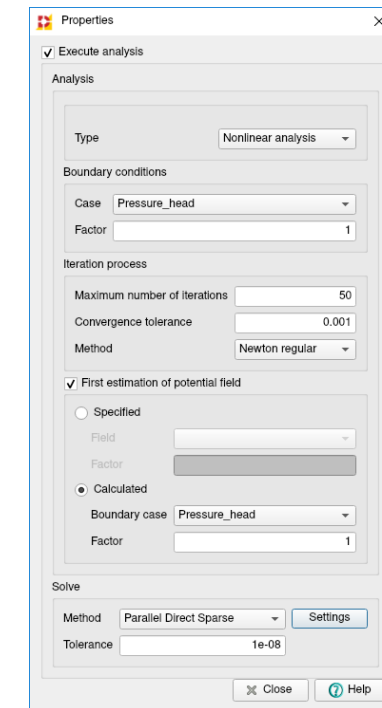 Properties
Execute analysis
Analysis
Type Nonlinear analysis
Boundary conditions
Case Pressure_head
Factor 1
Iteration process
Maximum number of iterations 50
Convergence tolerance 0.001
Method Newton regular
First estimation of potential field
Specified
Field
Factor
Calculated
Boundary case Pressure_head
Factor 1
Solve
Method Parallel Direct Sparse Settings
Tolerance 1e-08
Close Help